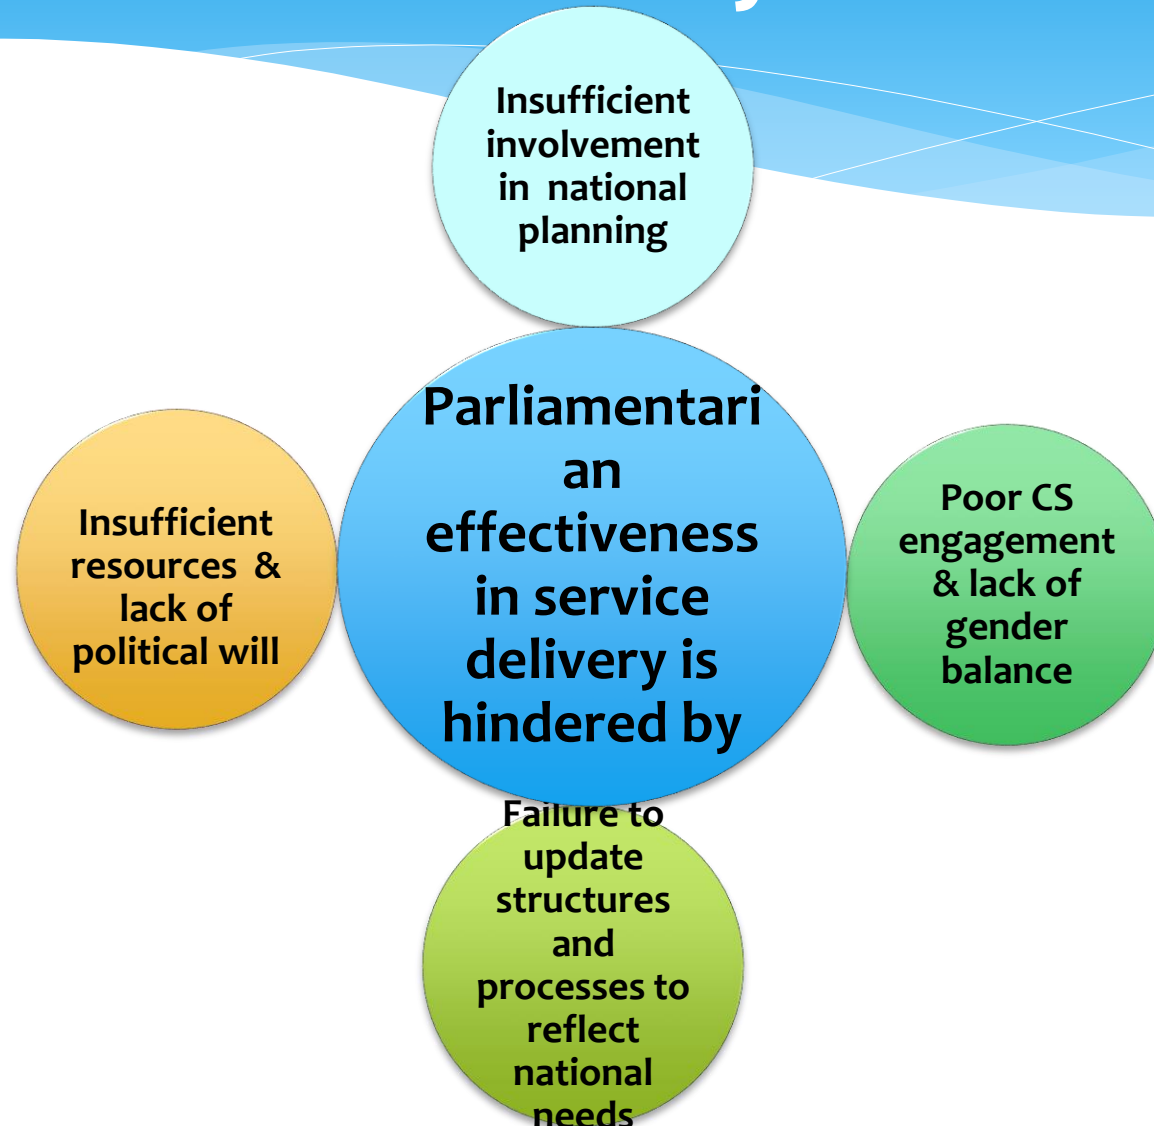 Insufficient
involvement
in national
planning
Parliamentari
an
effectiveness
in service
delivery is
hindered by
Insufficient
resources &
lack of
political will
Poor CS
engagement
& lack of
gender
balance
Failure to
update
structures
and
processes to
reflect
national
needs